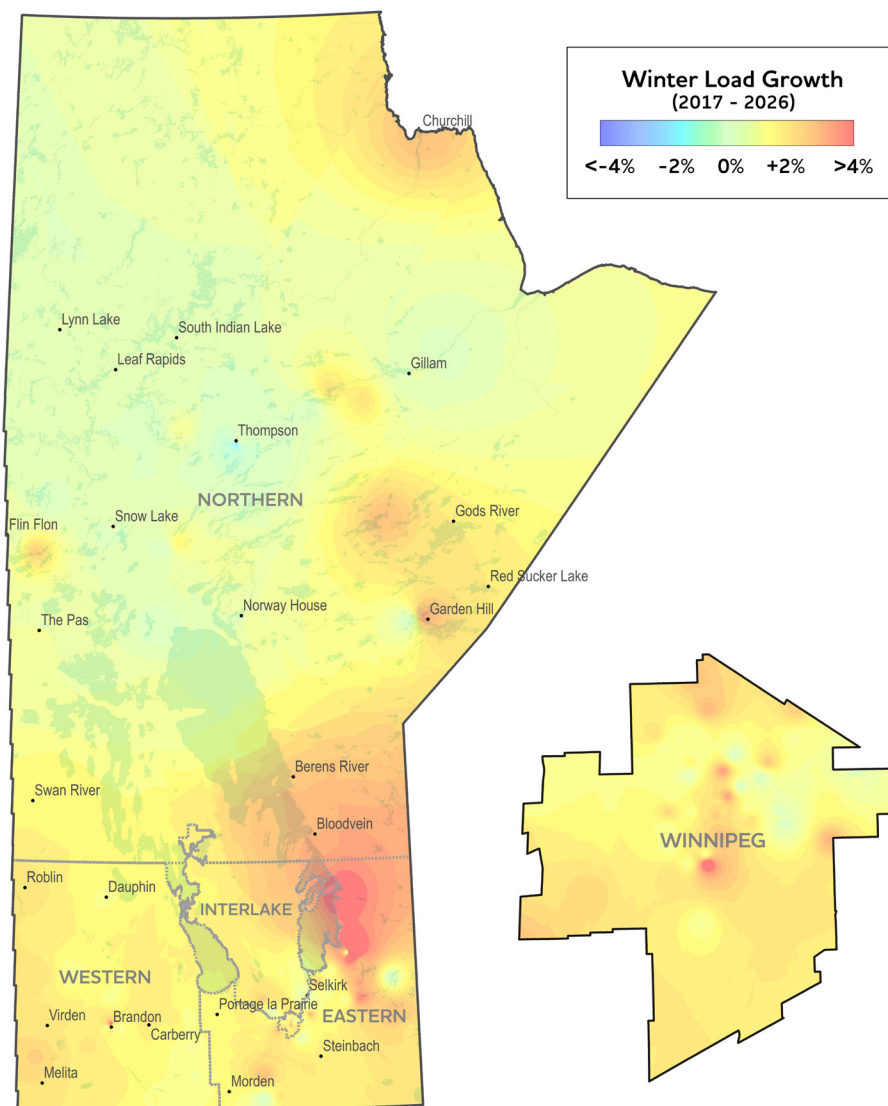 Winter Load Growth
(2017 - 2026)
<-4% -2% 0% +2% >4%
Churchill
Lynn Lake
South Indian Lake
Leaf Rapids
Gillam
Thompson
NORTHERN
Gods River
Snow Lake
Flin Flon
Red Sucker Lake
Norway House
Garden Hill
The Pas
Berens River
Swan River
Bloodvein
WINNIPEG
Roblin
Dauphin
INTERLAKE
WESTERN
Selkirk
Portage la Prairie
Virden
Brandon
EASTERN
Carberry
Steinbach
Melita
Morden